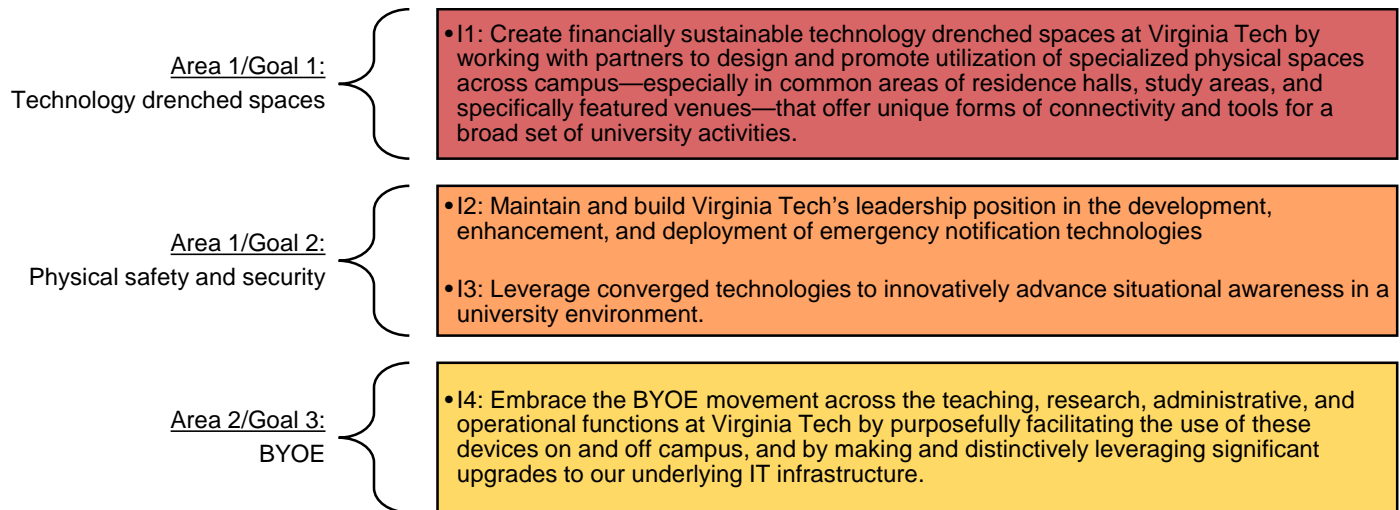 Area 1/Goal 1:
Technology drenched spaces
•I1: Create financially sustainable technology drenched spaces at Virginia Tech by
working with partners to design and promote utilization of specialized physical spaces
across campus—especially in common areas of residence halls, study areas, and
specifically featured venues—that offer unique forms of connectivity and tools for a
broad set of university activities.
Area 1/Goal 2:
Physical safety and security
•I2: Maintain and build Virginia Tech’s leadership position in the development,
enhancement, and deployment of emergency notification technologies
•I3: Leverage converged technologies to innovatively advance situational awareness in a
university environment.
Area 2/Goal 3:
BYOE
•I4: Embrace the BYOE movement across the teaching, research, administrative, and
operational functions at Virginia Tech by purposefully facilitating the use of these
devices on and off campus, and by making and distinctively leveraging significant
upgrades to our underlying IT infrastructure.